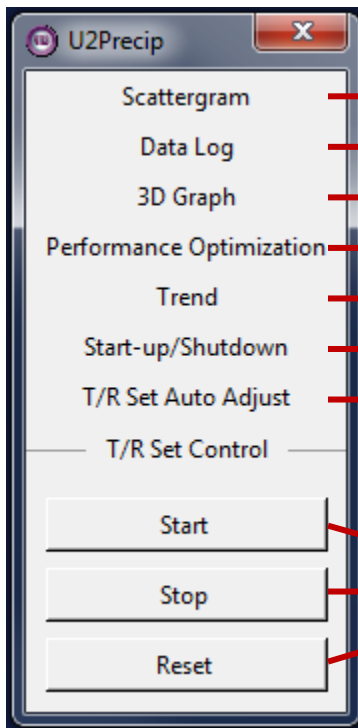 U2Precip
Scattergram
Data Log
3D Graph
Performance Optimization
Trend
Start-up/Shutdown
T/R Set Auto Adjust
T/R Set Control
Start
Stop
Reset